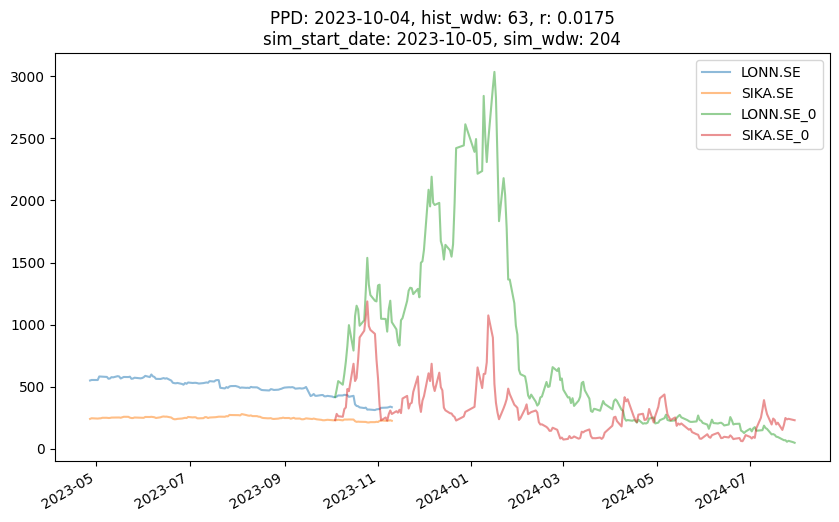 PPD: 2023-10-04, hist_wdw: 63, r: 0.0175
sim_start_date: 2023-10-05, sim_wdw: 204
LONN.SE
SIKA.SE
LONN.SE_0
SIKA.SE_0
3000
2500
2000
1500
1000
500
0
2023-05
2023-07
2023-09
2023-11
2024-01
2024-03
2024-05
2024-07